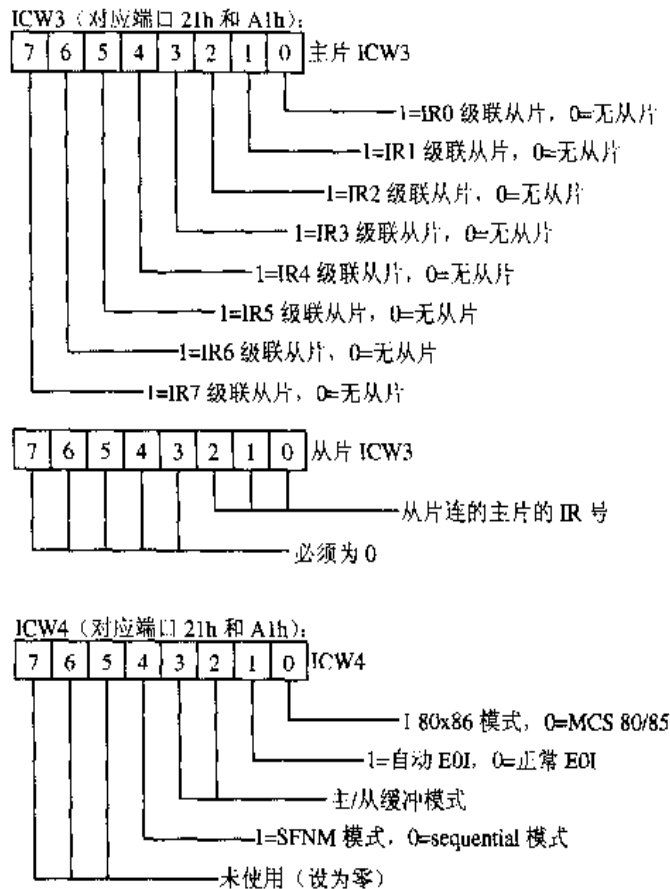 ICW3（对应端口 21h 和 A1h）：
7 6 5 4 3 2 1 0 主片 ICW3
1=IR0 级联从片，0=无从片
1=IR1 级联从片，0=无从片
1=IR2 级联从片，0=无从片
1=IR3 级联从片，0=无从片
1=IR4 级联从片，0=无从片
1=IR5 级联从片，0=无从片
1=IR6 级联从片，0=无从片
1=IR7 级联从片，0=无从片
7 6 5 4 3 2 1 0 从片 ICW3
从片连的主片的 IR 号
必须为 0
ICW4（对应端口 21h 和 A1h）：
7 6 5 4 3 2 1 0 ICW4
1 80x86 模式，0=MCS 80/85
1=自动 EOI，0=正常 EOI
主/从缓冲模式
1=SFNM 模式，0=sequential 模式
未使用（设为零）